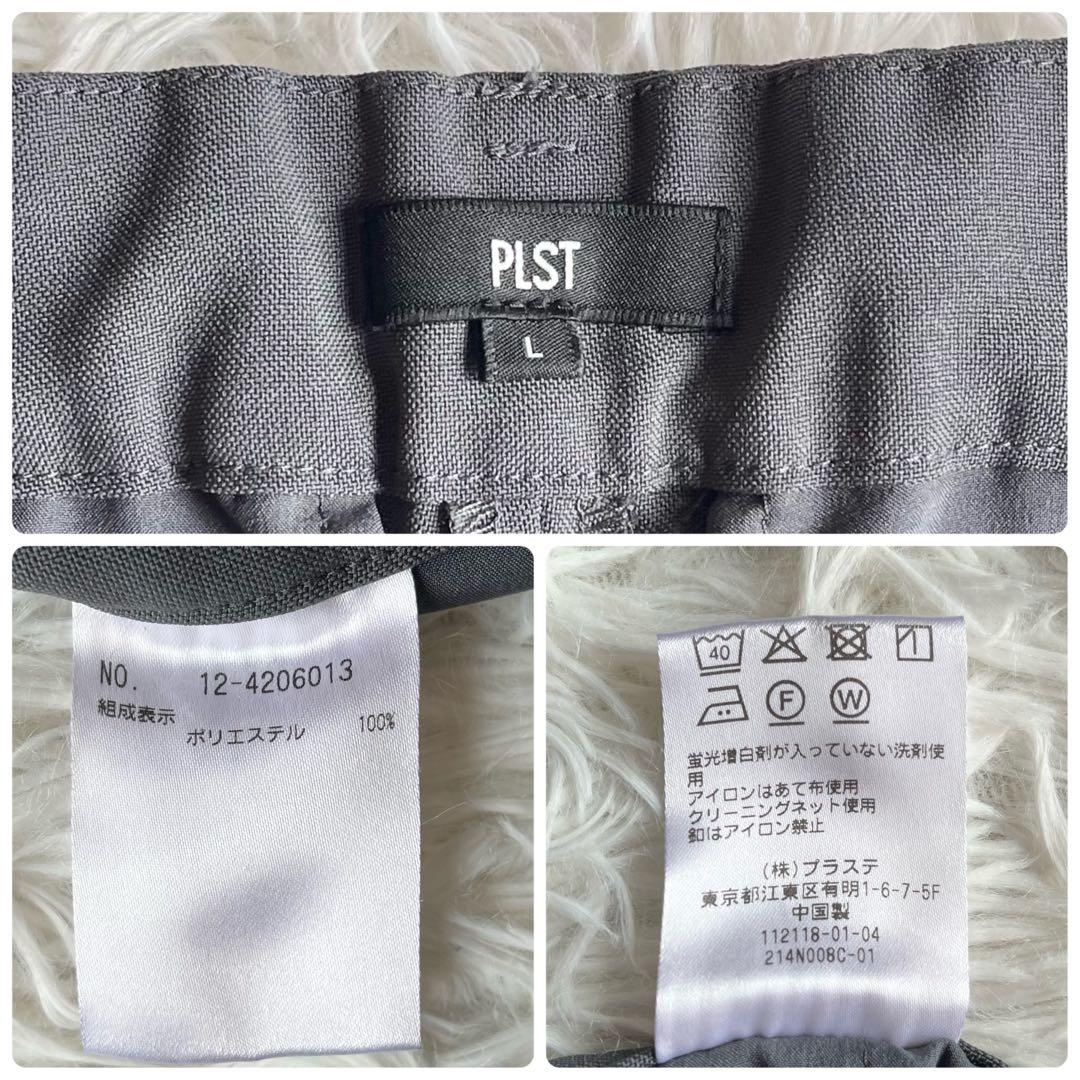 PLST
L
NO. 12-4206013
組成表示
ポリエステル 100%
40
F W
蛍光増白剤が入っていない洗剤使
用
アイロンはあて布使用
クリーニングネット使用
釦はアイロン禁止
(株)プラステ
東京都江東区有明1-6-7-5F
中国製
112118-01-04
214N008C-01